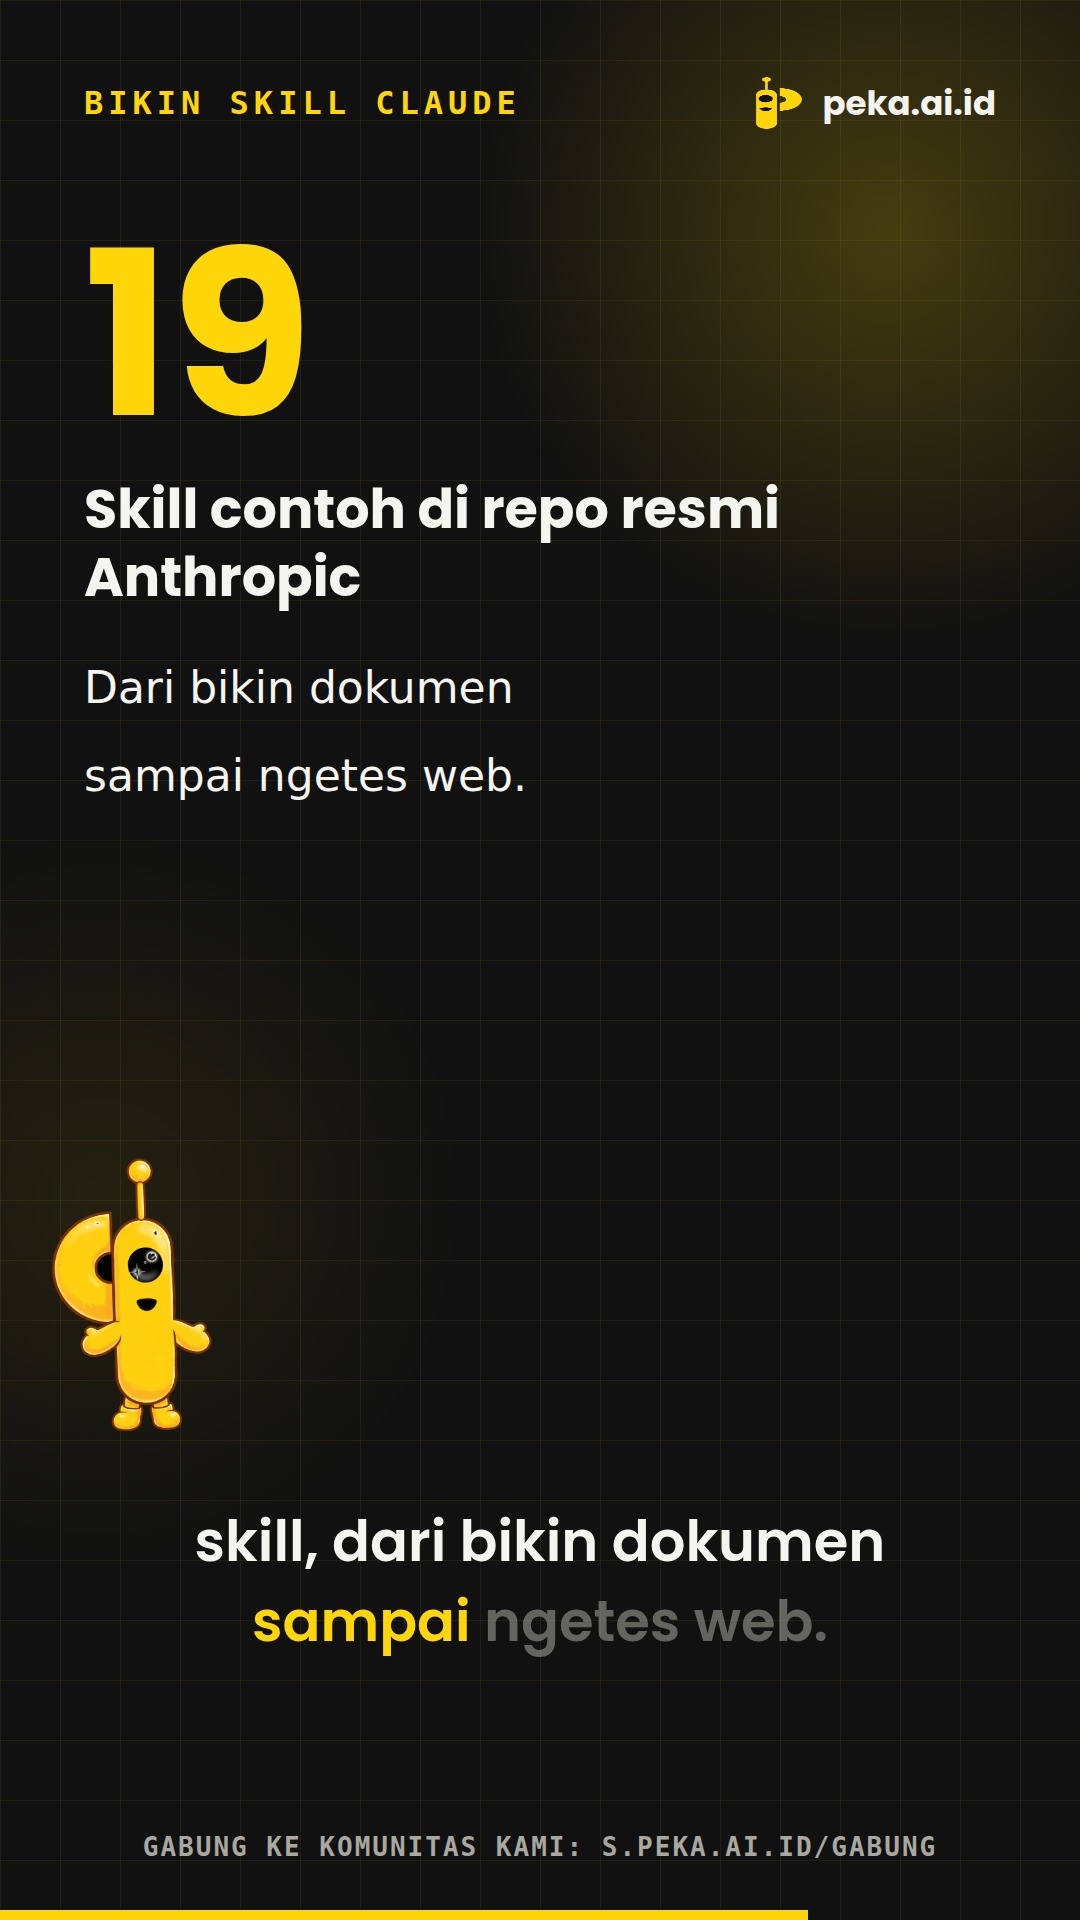 BIKIN SKILL CLAUDE
peka.ai.id
19
Skill contoh di repo resmi
Anthropic
Dari bikin dokumen
sampai ngetes web.
skill, dari bikin dokumen
sampai ngetes web.
GABUNG KE KOMUNITAS KAMI: S.PEKA.AI.ID/GABUNG